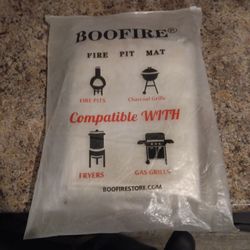 BOOFIRE®
FIRE PIT MAT
FIRE PITS
Charcoal Grills
Compatible WITH
FRYERS
GAS GRILLS
BOOFIRESTORE.COM